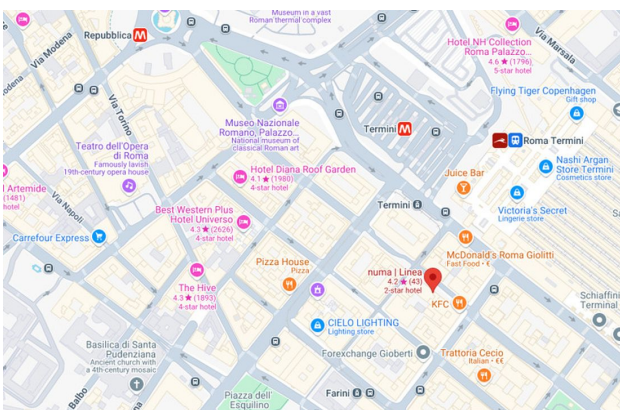 Museum in a vast
Roman thermal complex
Repubblica M
Via Modena
Via Torino
Hotel NH Collection
Roma Palazzo...
4.6 ★ (1796)
5-star hotel
Via Marsala
Flying Tiger Copenhagen
Gift shop
Museo Nazionale
Romano, Palazzo...
National museum of
classical Roman art
Termini M
Roma Termini
Teatro dell'Opera
di Roma
Famously lavish
19th-century opera house
Hotel Diana Roof Garden
4.1 ★ (1980)
4-star hotel
Juice Bar
Nashi Argan
Store Termini
Cosmetics store
l Artemide
(1481)
hotel
Via Napoli
Best Western Plus
Hotel Universo
4.3 ★ (2626)
4-star hotel
Termini
Victoria's Secret
Lingerie store
Carrefour Express
McDonald's Roma Giolitti
Fast Food • €
Pizza House
Pizza
numa | Linea
4.2 ★ (43)
2-star hotel
The Hive
4.3 ★ (1893)
4-star hotel
KFC
Schiaffini
Terminal
CIELO LIGHTING
Lighting store
Basilica di Santa
Pudenziana
Ancient church with
a 4th-century mosaic
Forexchange Gioberti
Trattoria Cecio
Italian • €€
Balbo
Piazza dell'
Esquilino
Farini